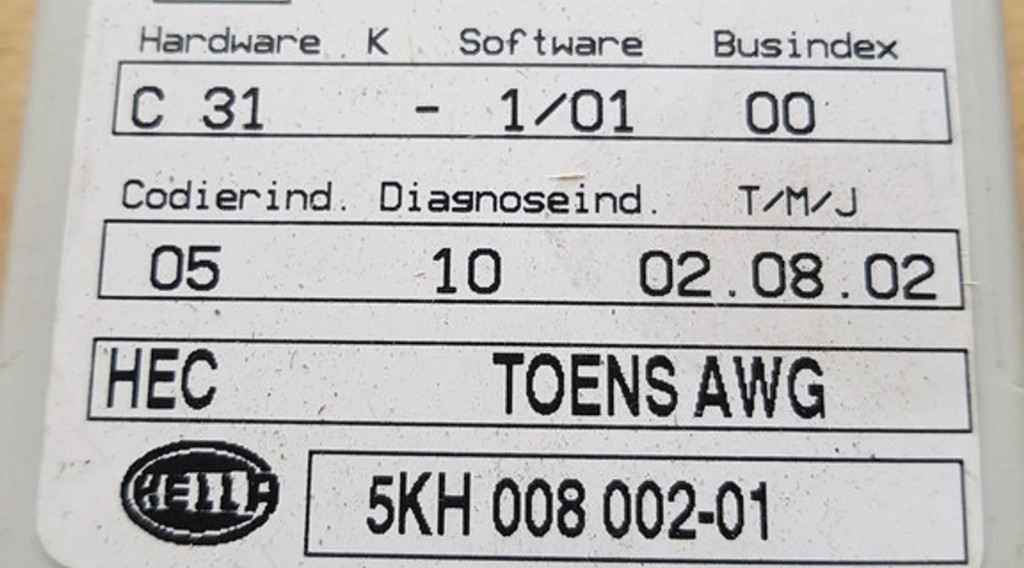 Hardware K Software Busindex
C 31 - 1/01 00
Codierind. Diagnoseind. T/M/J
05 10 02.08.02
HEC TOENS AWG
HELLA 5KH 008 002-01